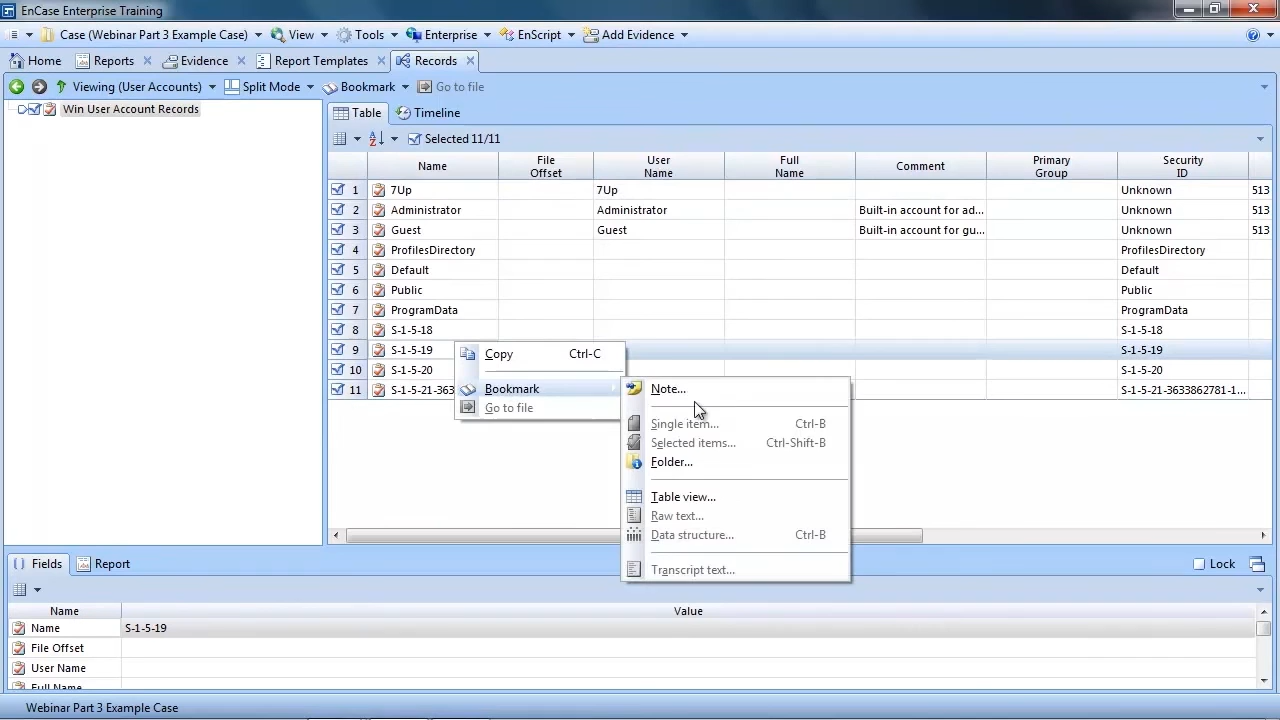 EnCase Enterprise Training
Case (Webinar Part 3 Example Case) View Tools Enterprise EnScript Add Evidence
Home Reports Evidence Report Templates Records
Viewing (User Accounts) Split Mode Bookmark Go to file
Win User Account Records
Table Timeline
Selected 11/11
Name File Offset User Name Full Name Comment Primary Group Security ID
1 7Up 7Up Unknown 513
2 Administrator Administrator Built-in account for ad... Unknown 513
3 Guest Guest Built-in account for gu... Unknown 513
4 ProfilesDirectory ProfilesDirectory
5 Default Default
6 Public Public
7 ProgramData ProgramData
8 S-1-5-18 S-1-5-18
9 S-1-5-19 S-1-5-19
10 S-1-5-20 S-1-5-20
11 S-1-5-21-363 S-1-5-21-3633862781-1...
Copy Ctrl-C
Bookmark
Go to file
Note...
Single item... Ctrl-B
Selected items... Ctrl-Shift-B
Folder...
Table view...
Raw text...
Data structure... Ctrl-B
Transcript text...
Fields Report Lock
Name Value
Name S-1-5-19
File Offset
User Name
Full Name
Webinar Part 3 Example Case